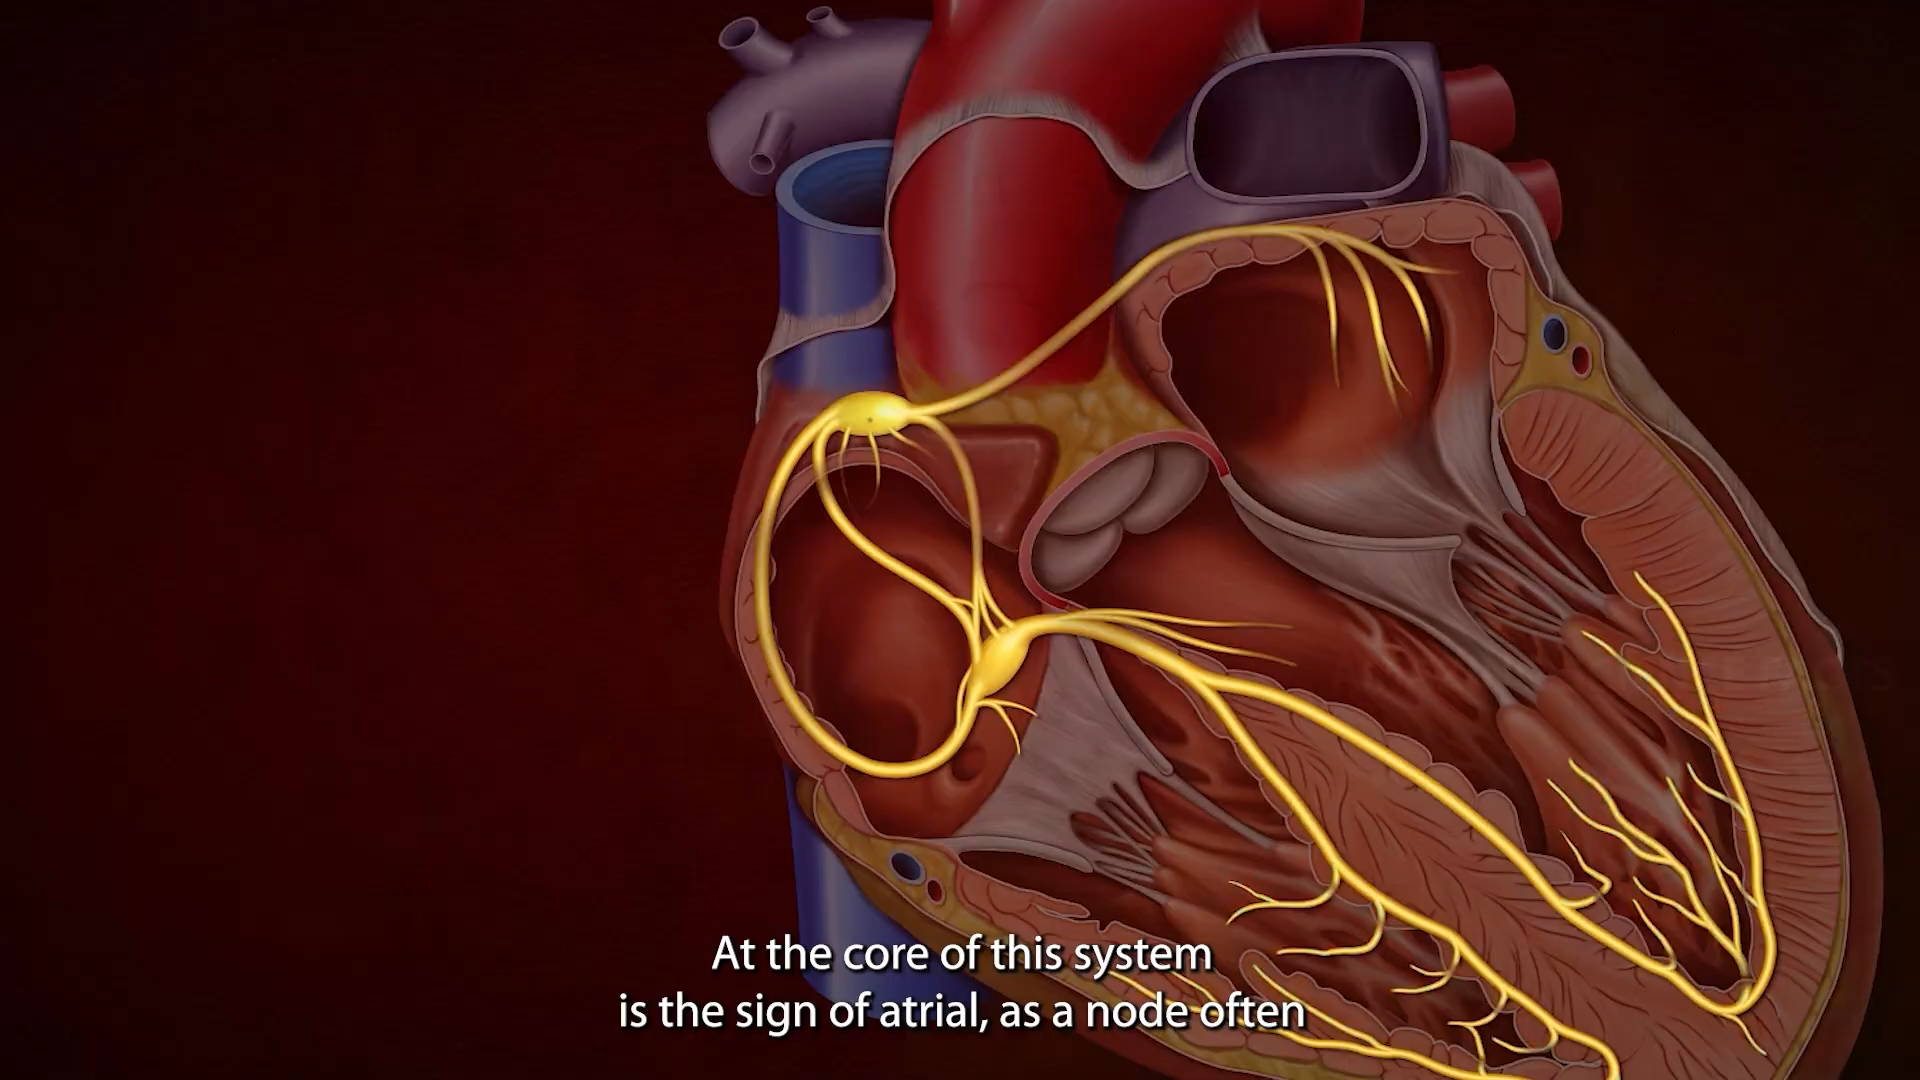 At the core of this system
is the sign of atrial, as a node often